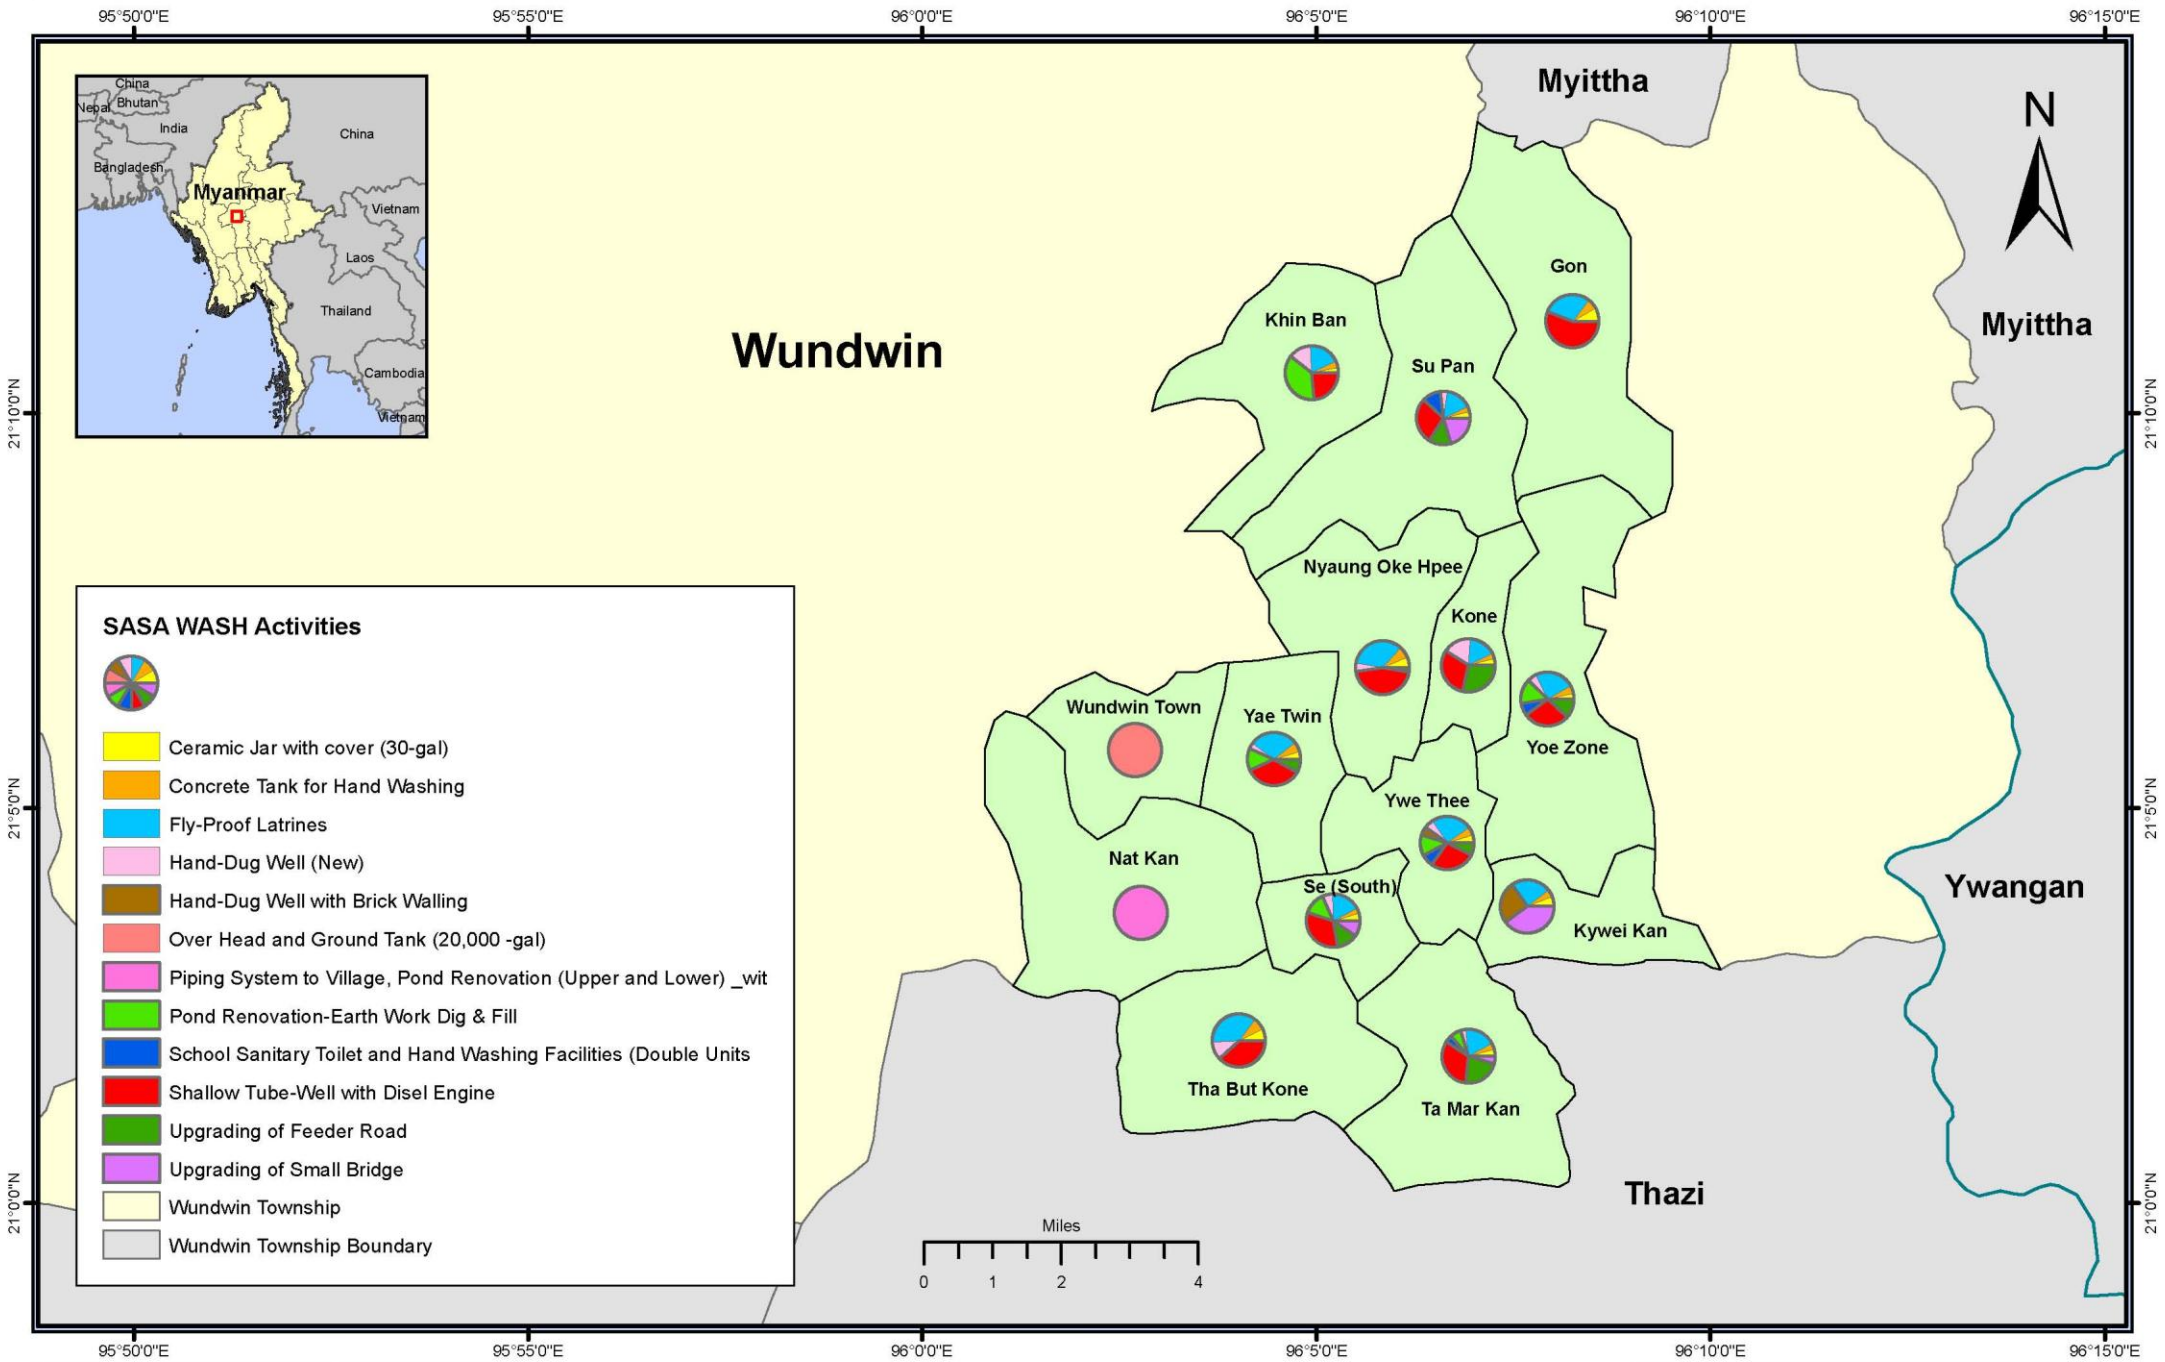 95°50'0"E
95°55'0"E
96°0'0"E
96°5'0"E
96°10'0"E
96°15'0"E
Myittha
N
China
Nepal
Bhutan
India
China
Bangladesh
Myanmar
Vietnam
Laos
Thailand
Cambodia
Vietnam
Gon
Khin Ban
Myittha
Wundwin
Su Pan
21°10'0"N
21°10'0"N
Nyaung Oke Hpee
Kone
Wundwin Town
Yae Twin
Yoe Zone
Ywe Thee
21°5'0"N
21°5'0"N
Nat Kan
Se (South)
Ywangan
Kywei Kan
Tha But Kone
Ta Mar Kan
Thazi
21°0'0"N
21°0'0"N
SASA WASH Activities
Ceramic Jar with cover (30-gal)
Concrete Tank for Hand Washing
Fly-Proof Latrines
Hand-Dug Well (New)
Hand-Dug Well with Brick Walling
Over Head and Ground Tank (20,000 -gal)
Piping System to Village, Pond Renovation (Upper and Lower) _wit
Pond Renovation-Earth Work Dig & Fill
School Sanitary Toilet and Hand Washing Facilities (Double Units
Shallow Tube-Well with Disel Engine
Upgrading of Feeder Road
Upgrading of Small Bridge
Wundwin Township
Wundwin Township Boundary
Miles
0 1 2 4
95°50'0"E
95°55'0"E
96°0'0"E
96°5'0"E
96°10'0"E
96°15'0"E